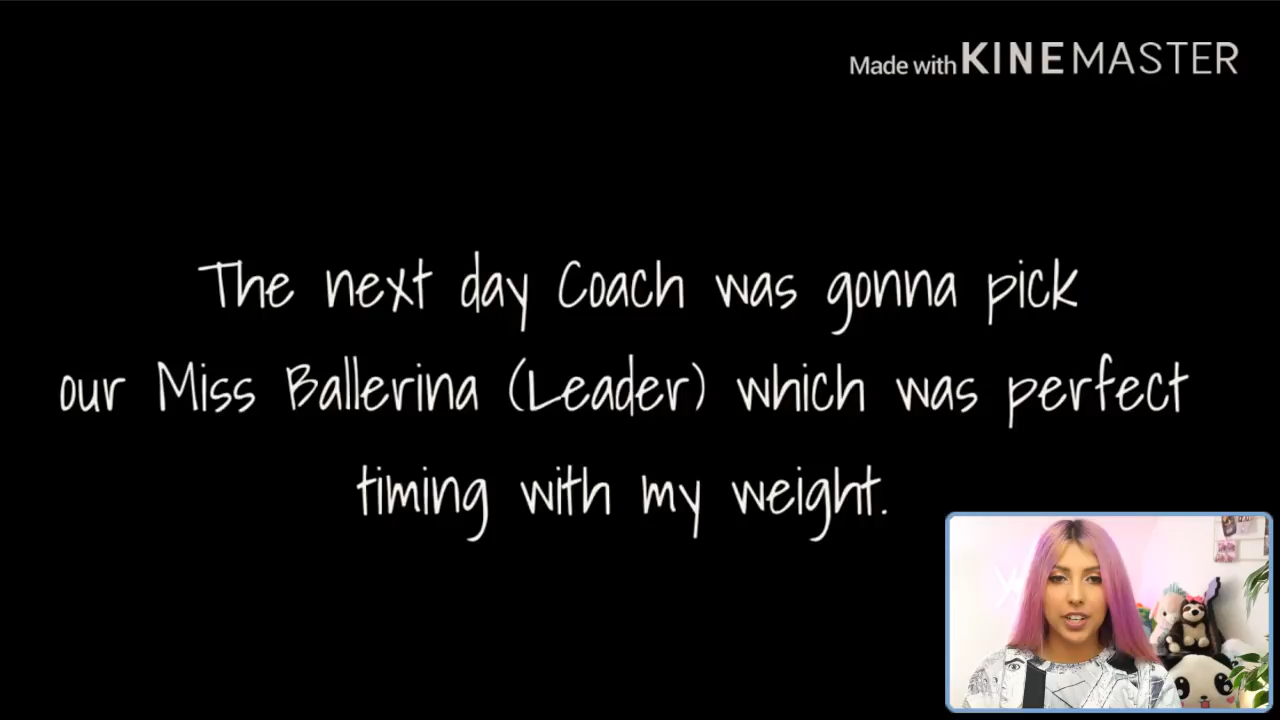 Made with KINEMASTER
The next day Coach was gonna pick
our Miss Ballerina (Leader) which was perfect
timing with my weight.